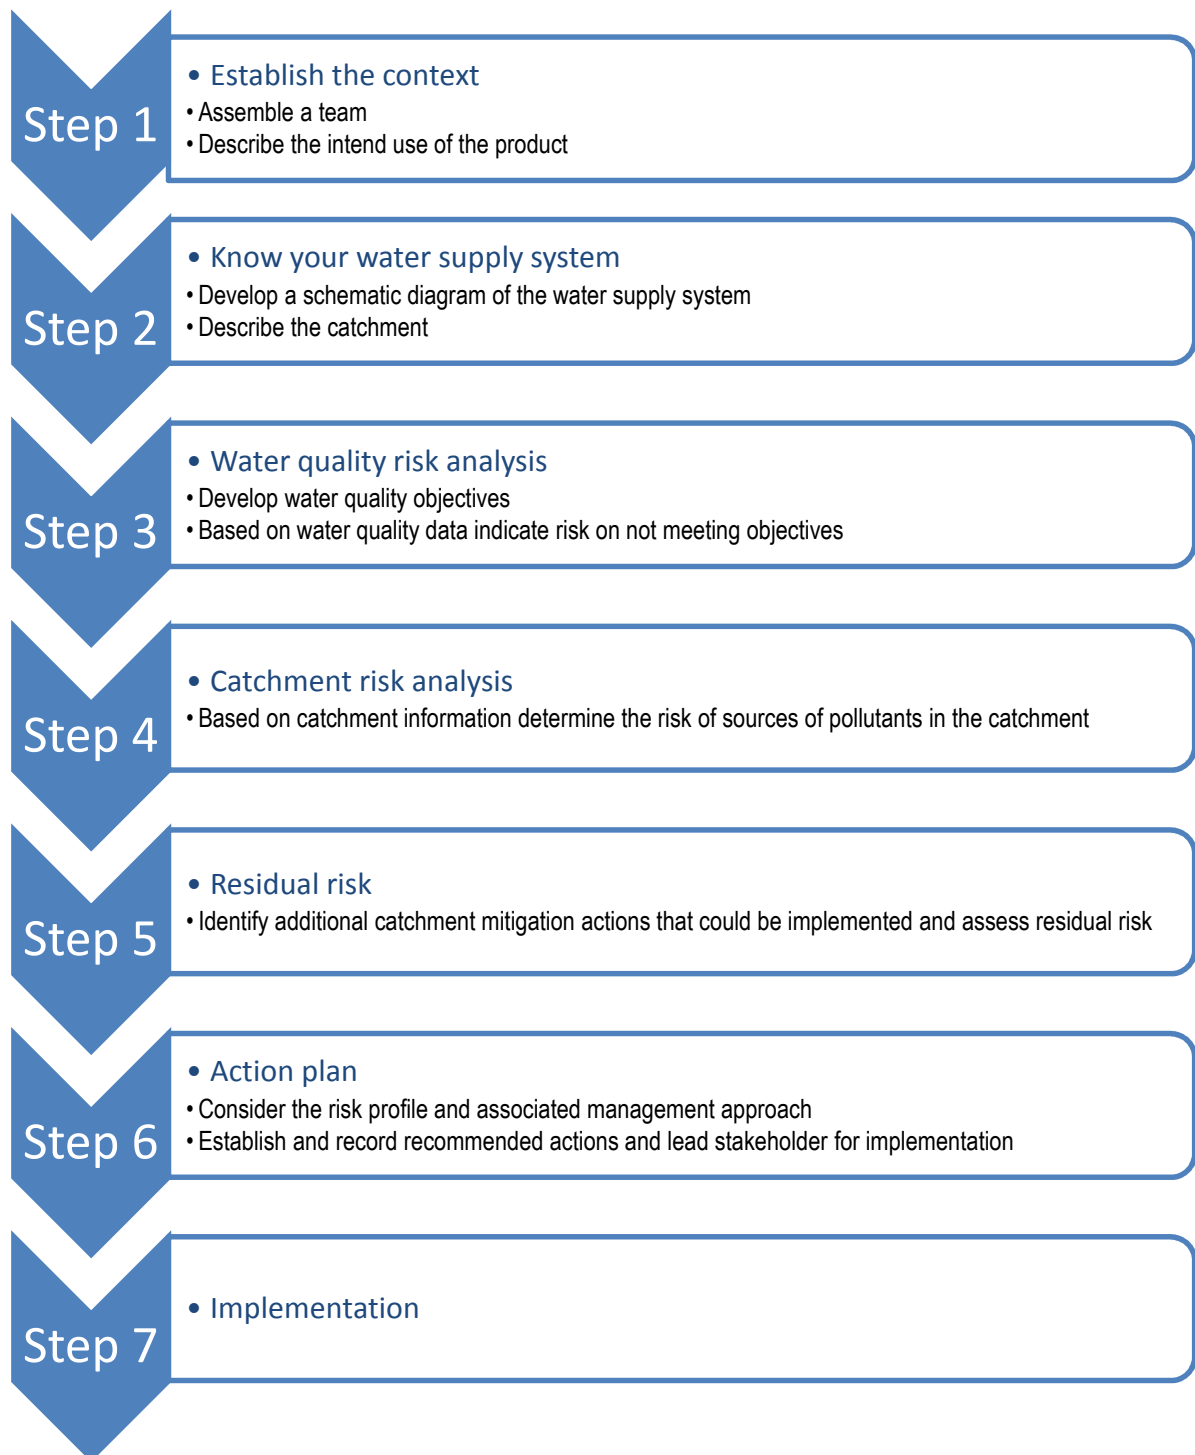 Step 1
• Establish the context
• Assemble a team
• Describe the intend use of the product
Step 2
• Know your water supply system
• Develop a schematic diagram of the water supply system
• Describe the catchment
Step 3
• Water quality risk analysis
• Develop water quality objectives
• Based on water quality data indicate risk on not meeting objectives
Step 4
• Catchment risk analysis
• Based on catchment information determine the risk of sources of pollutants in the catchment
Step 5
• Residual risk
• Identify additional catchment mitigation actions that could be implemented and assess residual risk
Step 6
• Action plan
• Consider the risk profile and associated management approach
• Establish and record recommended actions and lead stakeholder for implementation
Step 7
• Implementation